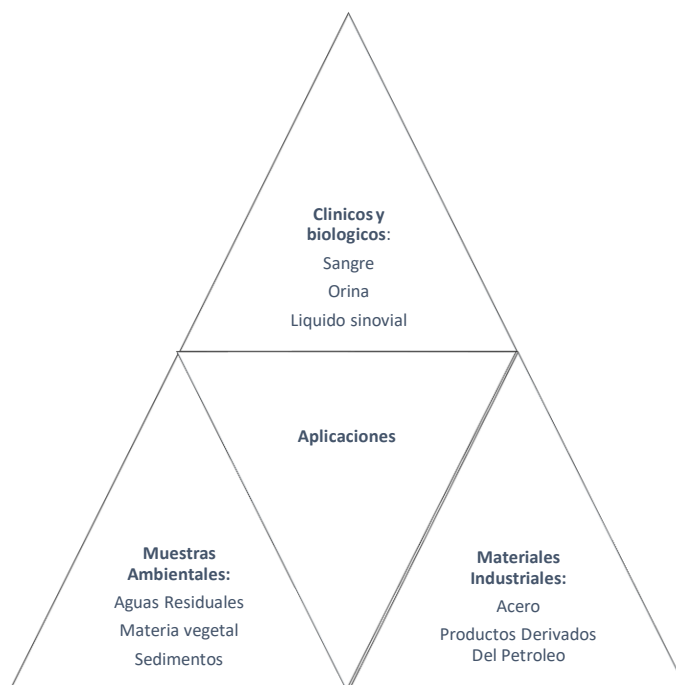 Clinicos y
biologicos:
Sangre
Orina
Liquido sinovial
Aplicaciones
Muestras
Ambientales:
Aguas Residuales
Materia vegetal
Sedimentos
Materiales
Industriales:
Acero
Productos Derivados
Del Petroleo